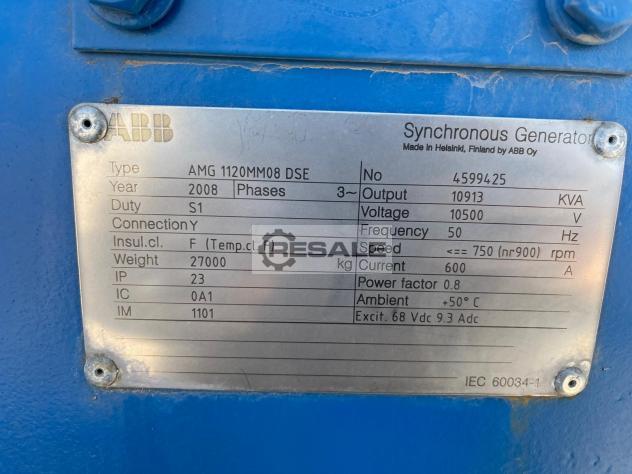 ABB
Synchronous Generator
Made in Helsinki, Finland by ABB Oy
Type AMG 1120MM08 DSE No 4599425
Year 2008 Phases 3~ Output 10913 KVA
Duty S1 Voltage 10500 V
Connection Y Frequency 50 Hz
Insul.cl. F (Temp.cl.F) Speed <== 750 (nr900) rpm
Weight 27000 kg Current 600 A
IP 23 Power factor 0.8
IC 0A1 Ambient +50° C
IM 1101 Excit. 68 Vdc 9.3 Adc
IEC 60034-1
RESALE